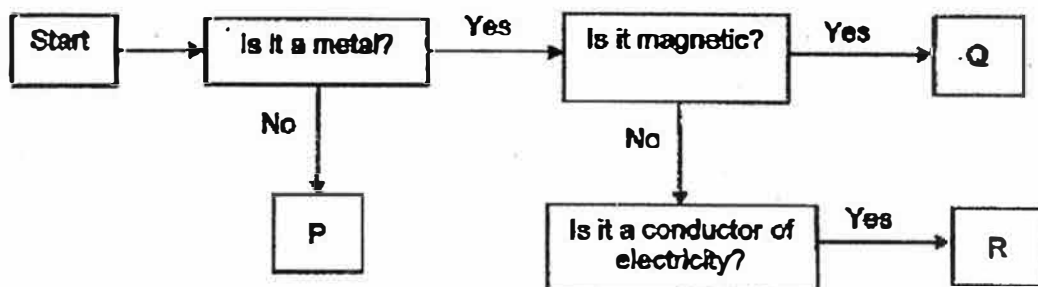 Start
Is it a metal?
Yes
Is it magnetic?
Yes
Q
No
No
P
Is it a conductor of
electricity?
Yes
R